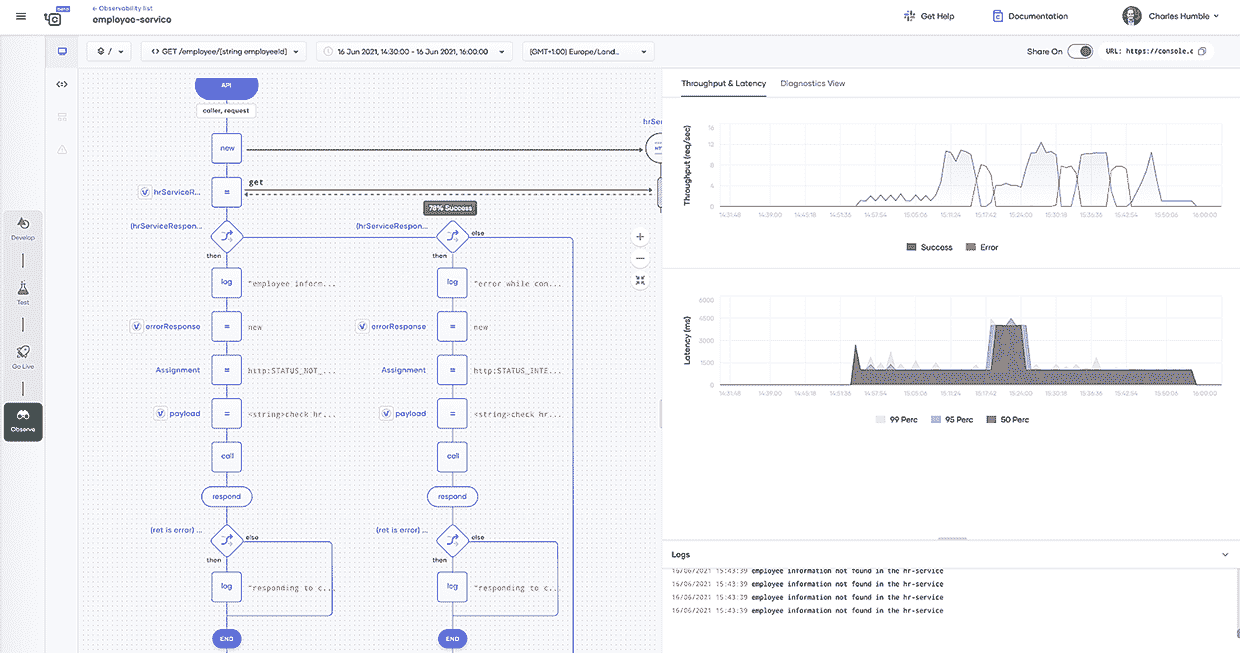 beta
← Observability list
employee-service
Get Help
Documentation
Charles Humble
/
<> GET /employee/[string employeeId]
16 Jun 2021, 14:30:00 - 16 Jun 2021, 16:00:00
(GMT+1:00) Europe/Lond..
Share On
URL: https://console.c
Develop
Test
Go Live
Observe
API
caller, request
new
hrSer
hrServiceR...
=
get
78% Success
(hrServiceRespon...
else
then
(hrServiceRespon...
else
then
log
"employee inform...
log
"error while con...
errorResponse
=
new
errorResponse
=
new
Assignment
=
http:STATUS_NOT_...
Assignment
=
http:STATUS_INTE...
payload
=
<string>check hr...
payload
=
<string>check hr...
call
call
respond
respond
(ret is error) ...
else
then
(ret is error) ...
else
then
log
"responding to c...
log
"responding to c...
END
END
Throughput & Latency
Diagnostics View
Throughput (req/sec)
16
12
8
4
0
14:31:48
14:39:00
14:45:18
14:51:36
14:57:54
15:05:06
15:11:24
15:17:42
15:24:00
15:30:18
15:36:36
15:42:54
15:50:06
16:00:00
Success
Error
Latency (ms)
6000
4500
3000
1500
0
14:31:48
14:39:00
14:45:18
14:51:36
14:57:54
15:05:06
15:11:24
15:17:42
15:24:00
15:30:18
15:36:36
15:42:54
15:50:06
16:00:00
99 Perc
95 Perc
50 Perc
Logs
16/06/2021 15:43:39 employee information not found in the hr-service
16/06/2021 15:43:39 employee information not found in the hr-service
16/06/2021 15:43:39 employee information not found in the hr-service
16/06/2021 15:43:39 employee information not found in the hr-service